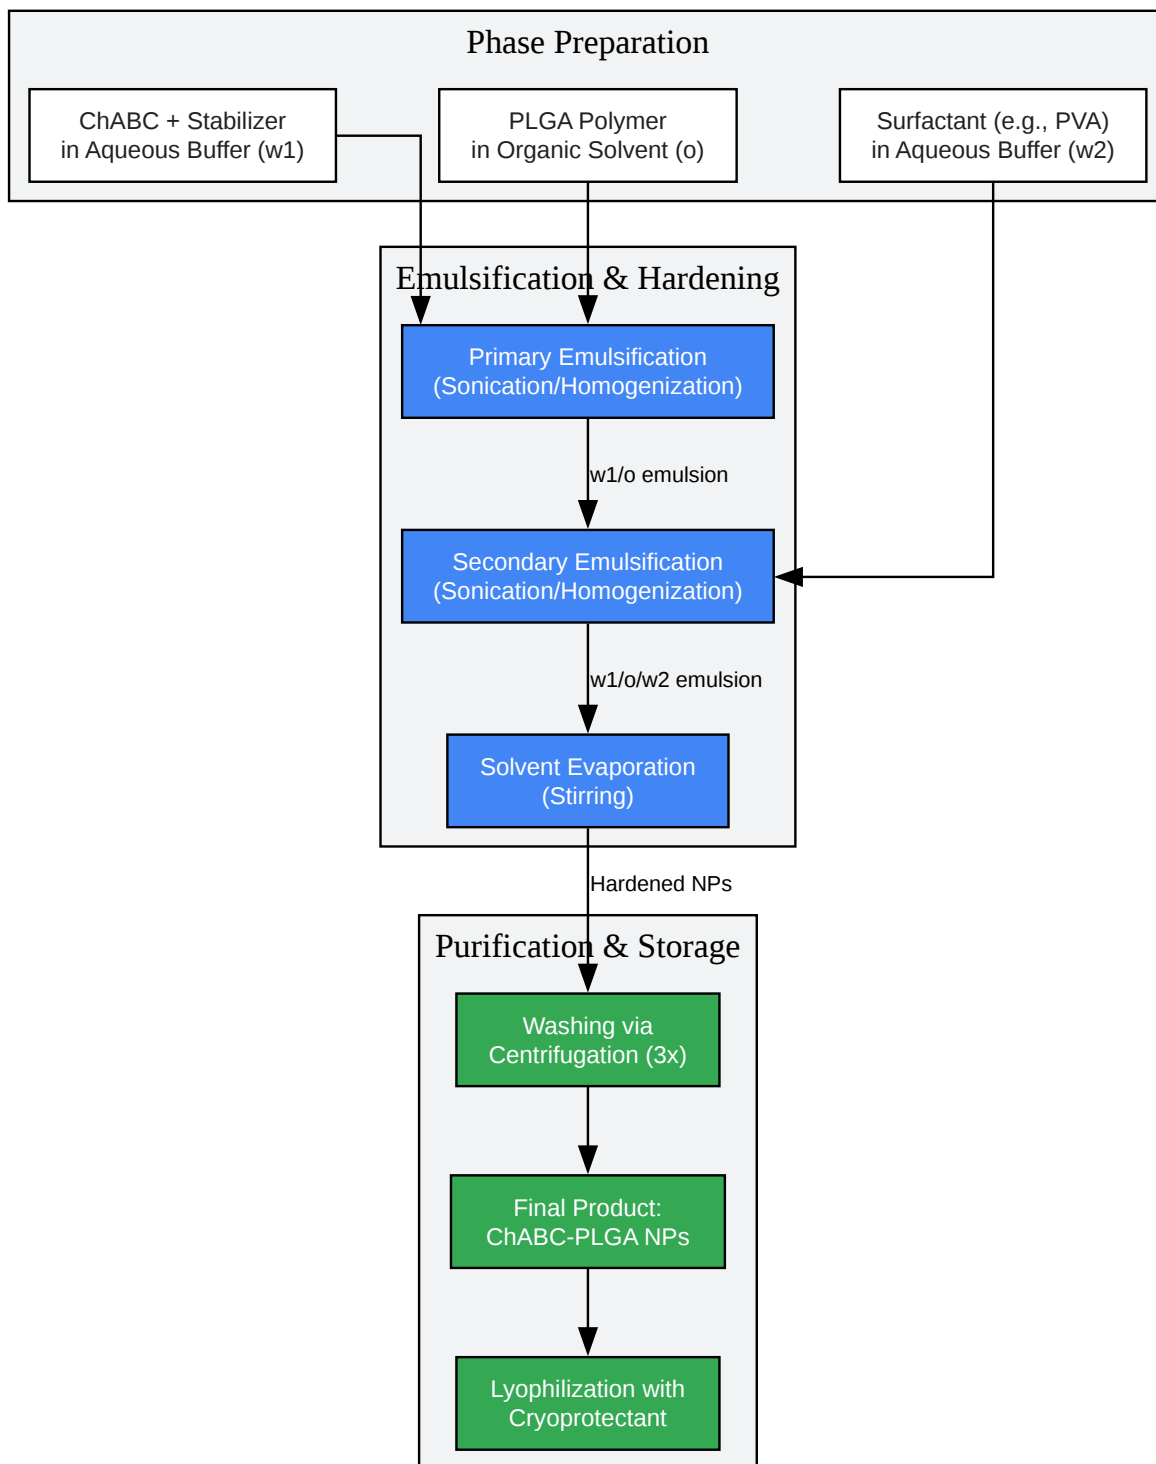 Phase Preparation
ChABC + Stabilizer
in Aqueous Buffer (w1)
PLGA Polymer
in Organic Solvent (o)
Surfactant (e.g., PVA)
in Aqueous Buffer (w2)
Emulsification & Hardening
Primary Emulsification
(Sonication/Homogenization)
w1/o emulsion
Secondary Emulsification
(Sonication/Homogenization)
w1/o/w2 emulsion
Solvent Evaporation
(Stirring)
Hardened NPs
Purification & Storage
Washing via
Centrifugation (3x)
Final Product:
ChABC-PLGA NPs
Lyophilization with
Cryoprotectant